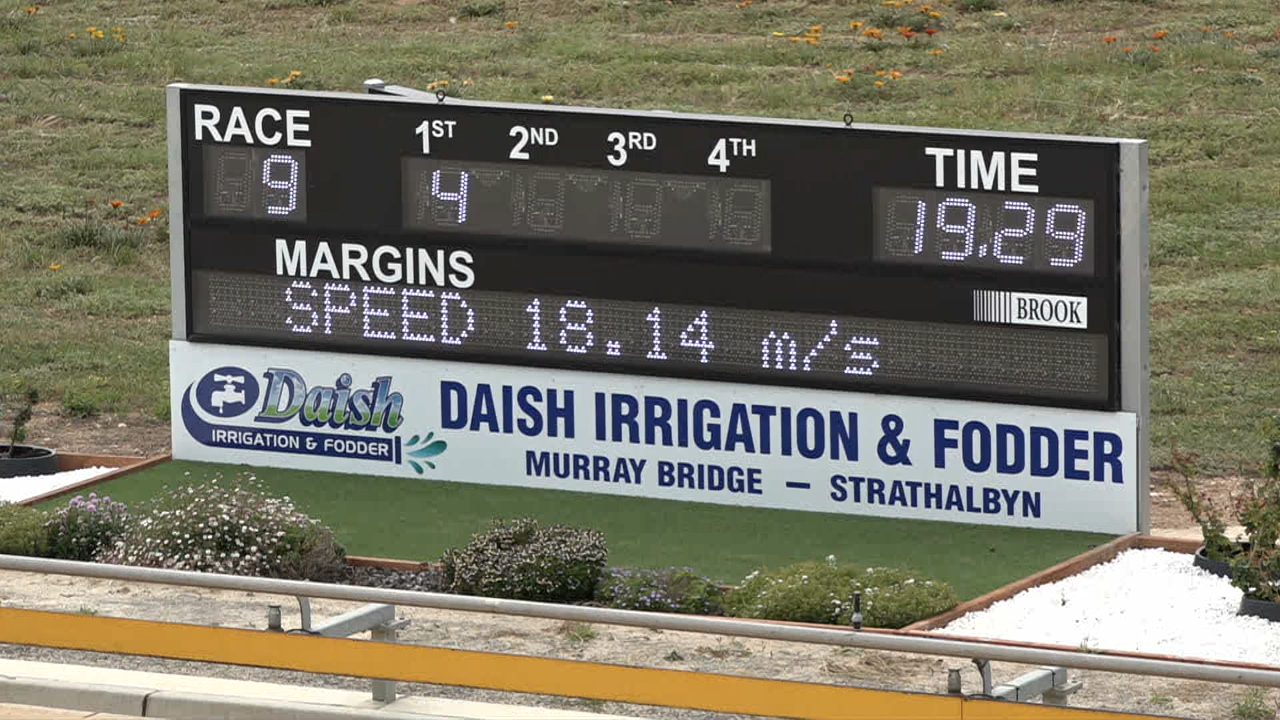 RACE 1ST 2ND 3RD 4TH TIME
9 4 19.29
MARGINS
BROOK
SPEED 18.14 m/s
Daish
IRRIGATION & FODDER
DAISH IRRIGATION & FODDER
MURRAY BRIDGE – STRATHALBYN